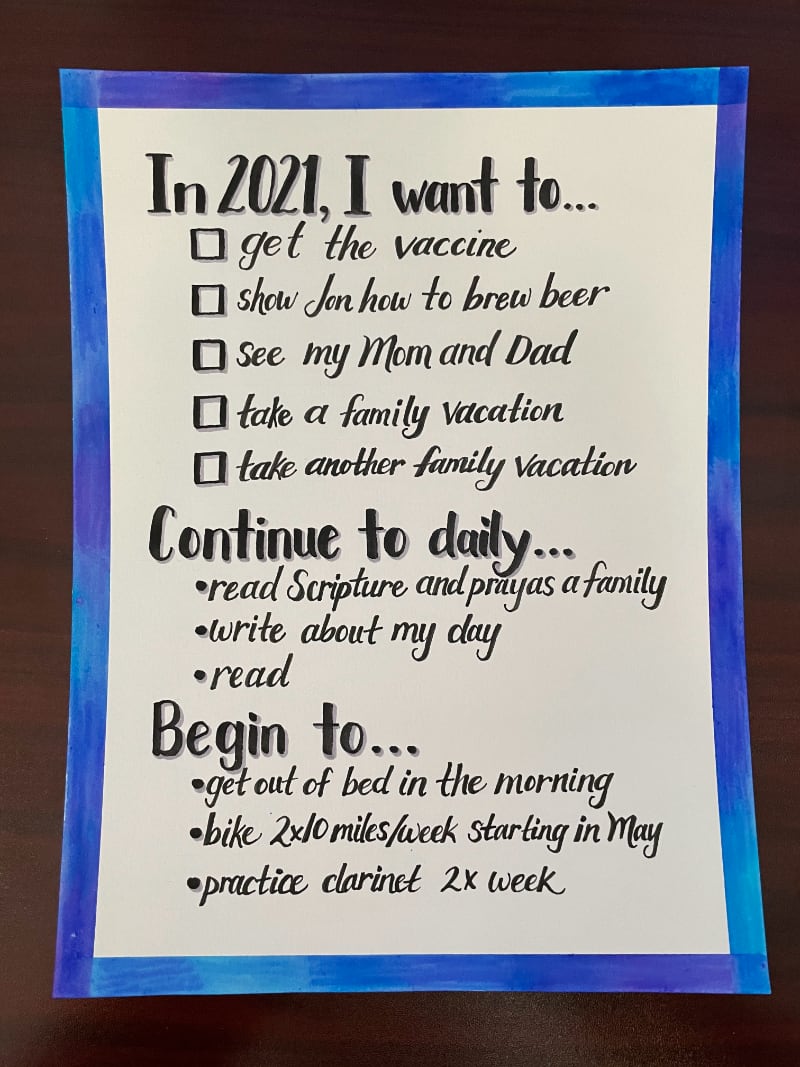 In 2021, I want to...
get the vaccine
show Jon how to brew beer
see my Mom and Dad
take a family vacation
take another family vacation
Continue to daily...
•read Scripture and pray as a family
•write about my day
•read
Begin to...
•get out of bed in the morning
•bike 2x10 miles/week starting in May
•practice clarinet 2x week